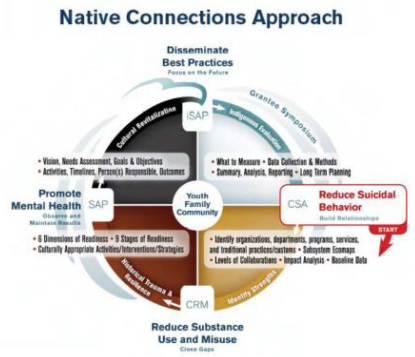 Native Connections Approach
Disseminate
Best Practices
Focus on the Future
Grantee Symposium
iSAP
Cultural Revitalization
Indigenous Evaluation
• Vision, Needs Assessment, Goals & Objectives
• Activities, Timelines, Person(s) Responsible, Outcomes
• What to Measure • Data Collection & Methods
• Summary, Analysis, Reporting • Long Term Planning
Promote
Mental Health
Observe and
Maintain Results
SAP
Youth
Family
Community
CSA
Reduce Suicidal
Behavior
Build Relationships
START
• 6 Dimensions of Readiness • 9 Stages of Readiness
• Culturally Appropriate Activities/Interventions/Strategies
• Identify organizations, departments, programs, services,
and traditional practices/customs • Subsystem Ecomaps
• Levels of Collaborations • Impact Analysis • Baseline Data
Historical Trauma &
Resilience
Identify Strengths
CRM
Reduce Substance
Use and Misuse
Close Gaps